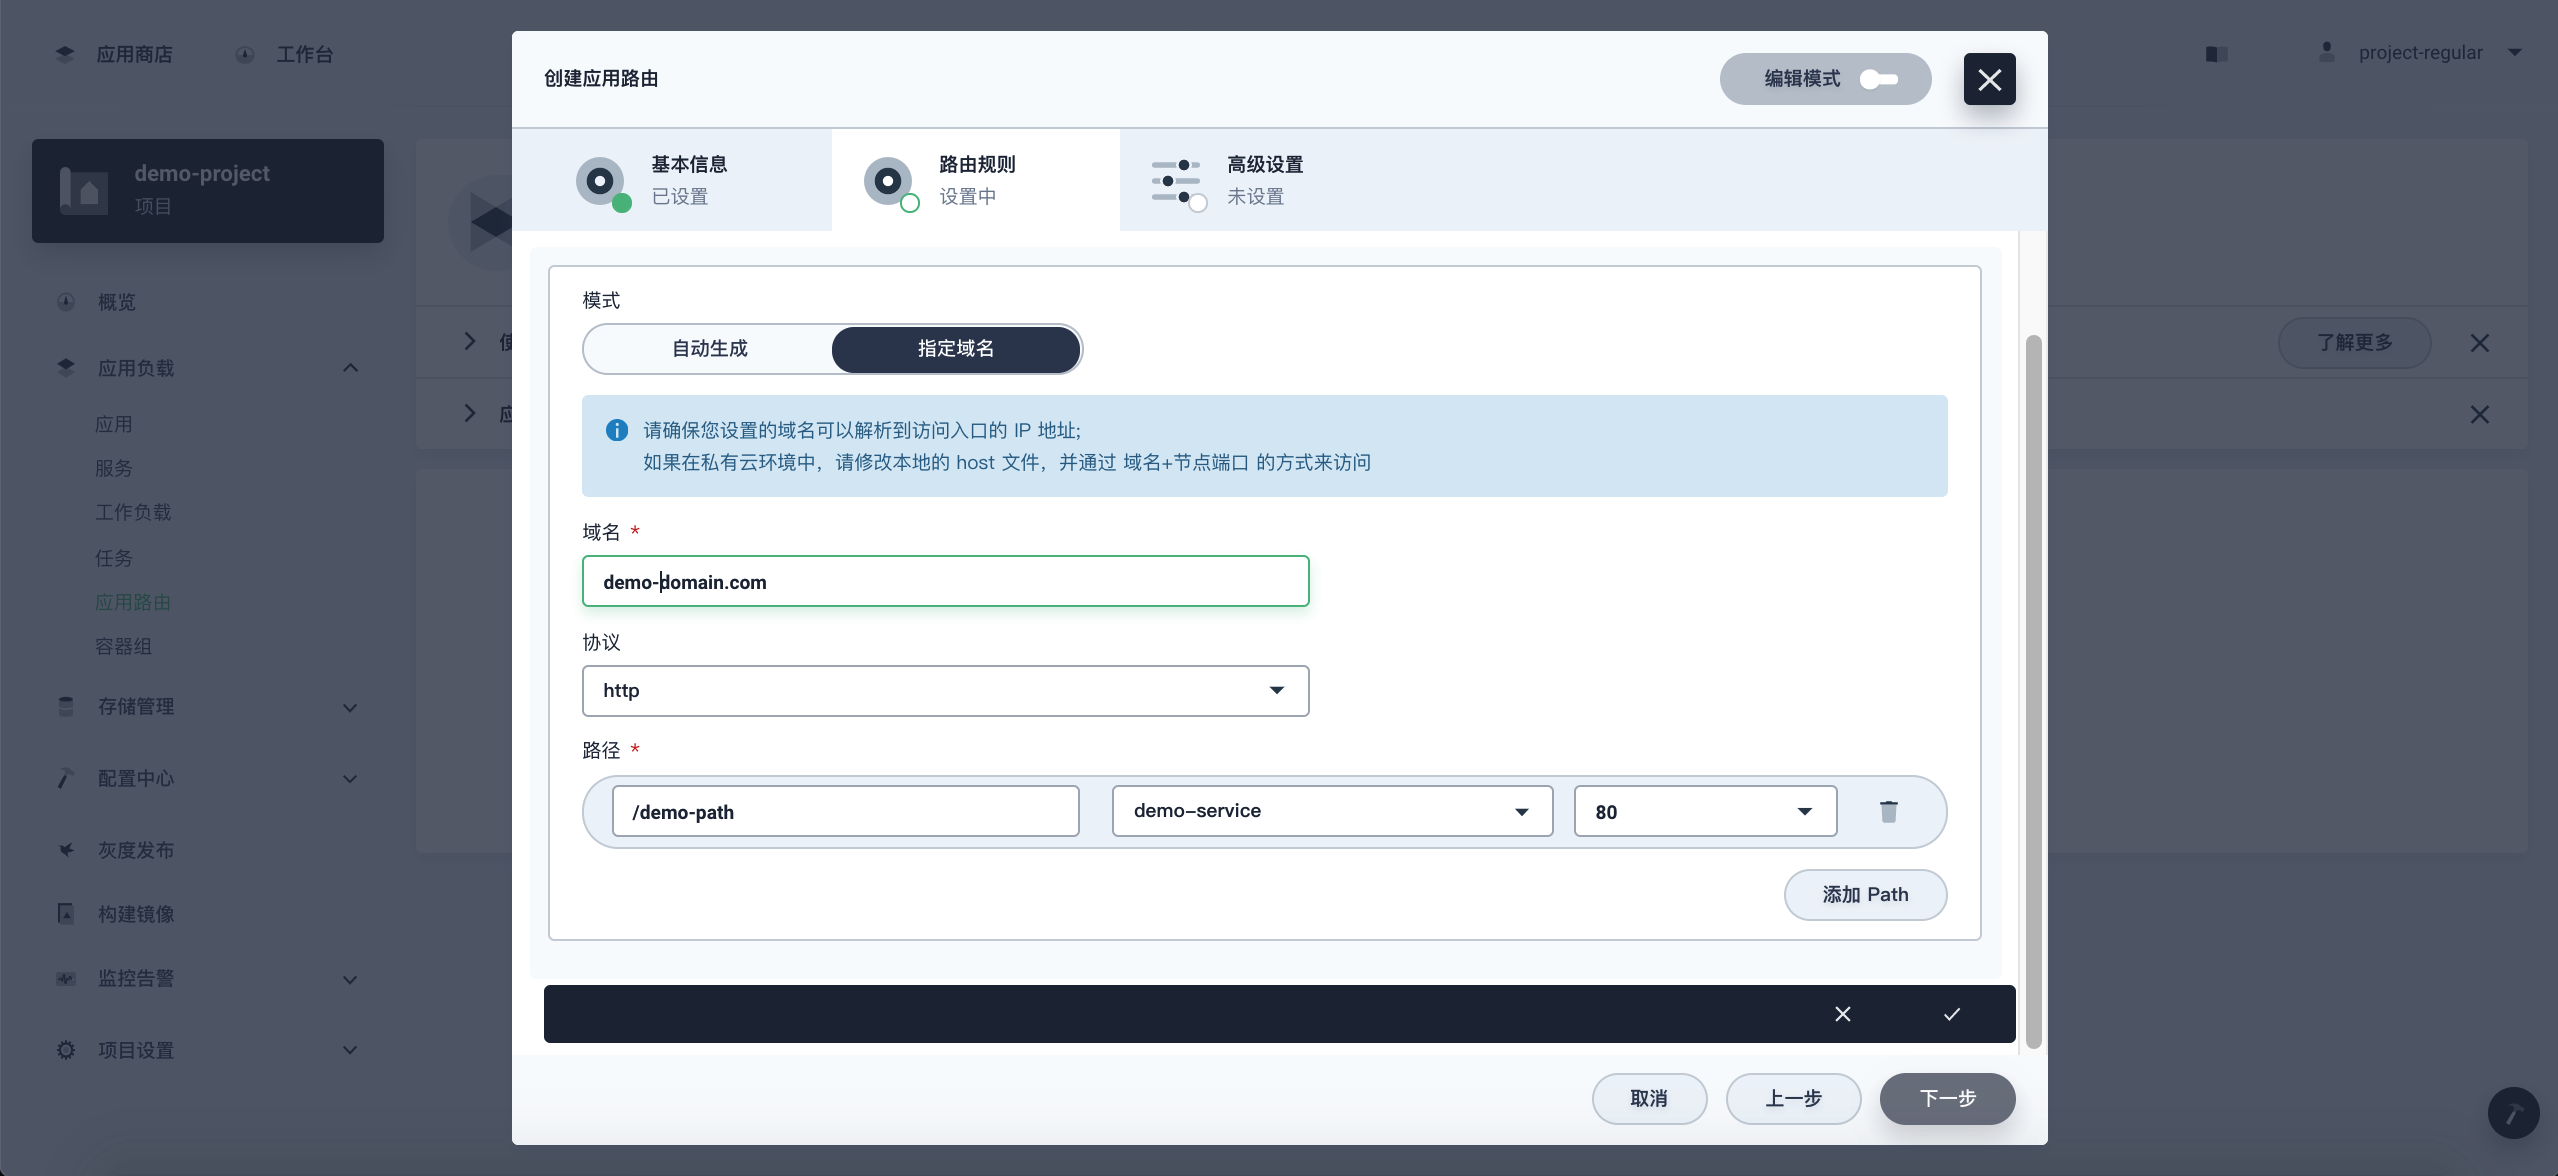 应用商店
工作台
project-regular
demo-project
项目
概览
应用负载
应用
服务
工作负载
任务
应用路由
容器组
存储管理
配置中心
灰度发布
构建镜像
监控告警
项目设置
了解更多
创建应用路由
编辑模式
基本信息
已设置
路由规则
设置中
高级设置
未设置
模式
自动生成
指定域名
请确保您设置的域名可以解析到访问入口的 IP 地址;
如果在私有云环境中，请修改本地的 host 文件，并通过 域名+节点端口 的方式来访问
域名 *
demo-domain.com
协议
http
路径 *
/demo-path
demo-service
80
添加 Path
取消
上一步
下一步